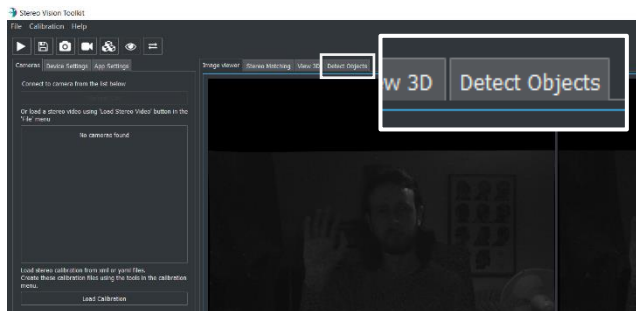 Stereo Vision Toolkit
File Calibration Help
Cameras Device Settings App Settings
Image Viewer Stereo Matching View 3D Detect Objects
w 3D Detect Objects
Connect to camera from the list below
Or load a stereo video using 'Load Stereo Video' button in the
'File' menu
No cameras found
Load stereo calibration from xml or yaml files.
Create these calibration files using the tools in the calibration
menu.
Load Calibration